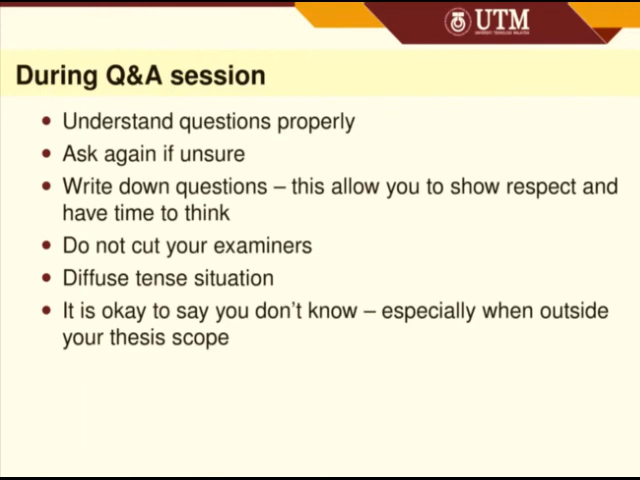 UTM
UNIVERSITI TEKNOLOGI MALAYSIA
During Q&A session
• Understand questions properly
• Ask again if unsure
• Write down questions – this allow you to show respect and
have time to think
• Do not cut your examiners
• Diffuse tense situation
• It is okay to say you don't know – especially when outside
your thesis scope